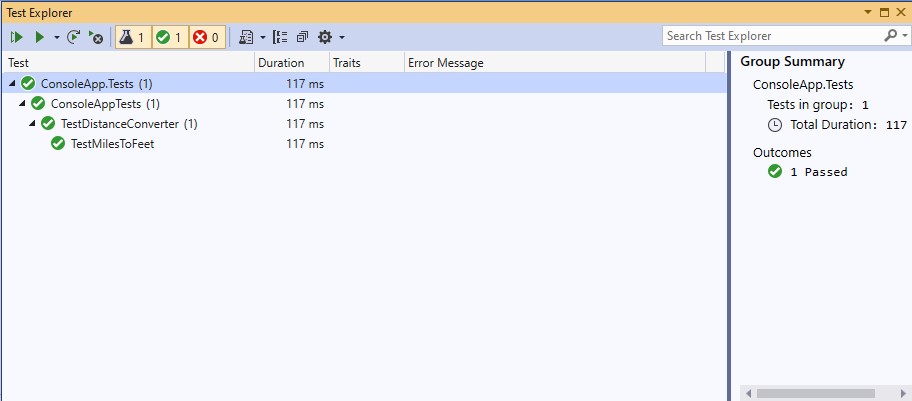 Test Explorer
1 1 0
Search Test Explorer
Test Duration Traits Error Message
ConsoleApp.Tests (1) 117 ms
ConsoleAppTests (1) 117 ms
TestDistanceConverter (1) 117 ms
TestMilesToFeet 117 ms
Group Summary
ConsoleApp.Tests
Tests in group: 1
Total Duration: 117
Outcomes
1 Passed